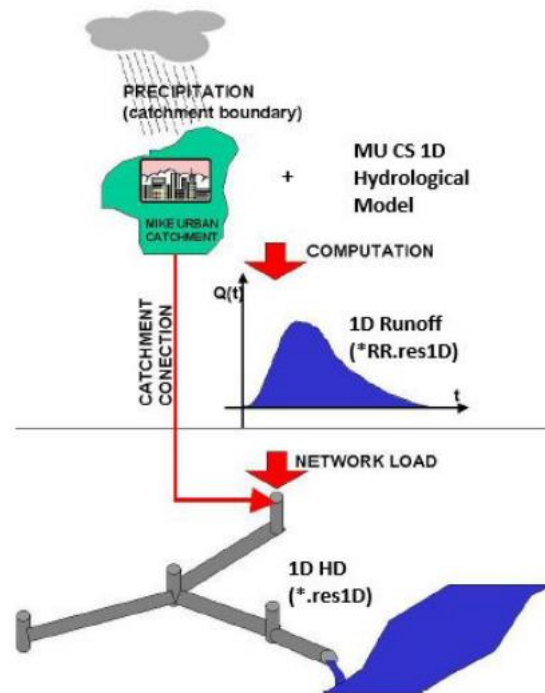 PRECIPITATION
(catchment boundary)
MIKE URBAN
CATCHMENT
+
MU CS 1D
Hydrological
Model
COMPUTATION
Q(t)
1D Runoff
(*RR.res1D)
t
CATCHMENT
CONECTION
NETWORK LOAD
1D HD
(*.res1D)